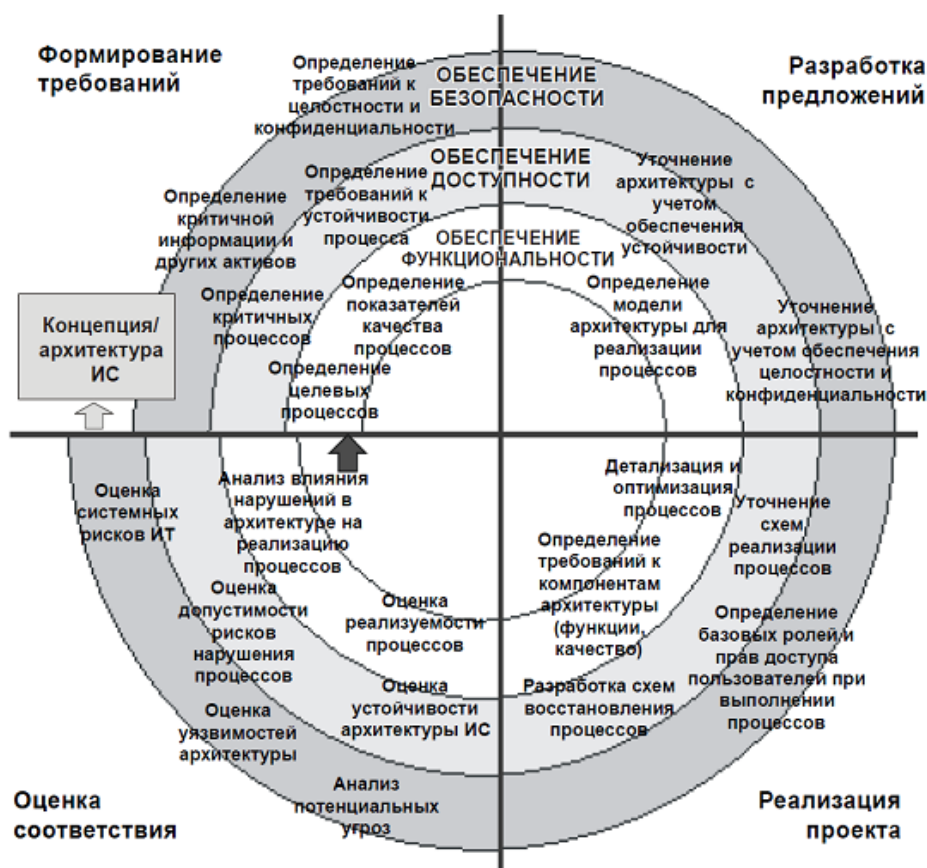 Формирование
требований
Разработка
предложений
Определение
требований к
целостности и
конфиденциальности
ОБЕСПЕЧЕНИЕ
БЕЗОПАСНОСТИ
ОБЕСПЕЧЕНИЕ
ДОСТУПНОСТИ
Определение
требований к
устойчивости
процесса
Уточнение
архитектуры с
учетом
обеспечения
устойчивости
Определение
критичной
информации и
других активов
ОБЕСПЕЧЕНИЕ
ФУНКЦИОНАЛЬНОСТИ
Определение
критичных
процессов
Определение
показателей
качества
процессов
Определение
модели
архитектуры для
реализации
процессов
Уточнение
архитектуры с
учетом обеспечения
целостности и
конфиденциальности
Концепция/
архитектура
ИС
Определение
целевых
процессов
Оценка
системных
рисков ИТ
Анализ влияния
нарушений в
архитектуре на
реализацию
процессов
Детализация и
оптимизация
процессов
Уточнение
схем
реализации
процессов
Определение
требований к
компонентам
архитектуры
(функции,
качество)
Оценка
допустимости
рисков
нарушения
процессов
Оценка
реализуемости
процессов
Определение
базовых ролей и
прав доступа
пользователей при
выполнении
процессов
Оценка
устойчивости
архитектуры ИС
Разработка схем
восстановления
процессов
Оценка
уязвимостей
архитектуры
Анализ
потенциальных
угроз
Оценка
соответствия
Реализация
проекта